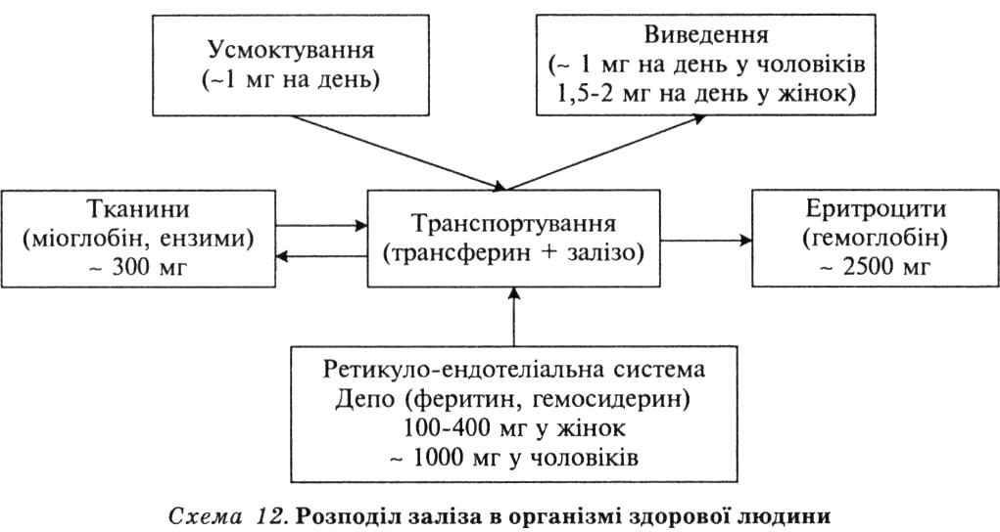 Усмоктування
(~1 мг на день)
Виведення
(~ 1 мг на день у чоловіків
1,5-2 мг на день у жінок)
Тканини
(міоглобін, ензими)
~ 300 мг
Транспортування
(трансферин + залізо)
Еритроцити
(гемоглобін)
~ 2500 мг
Ретикуло-ендотеліальна система
Депо (феритин, гемосидерин)
100-400 мг у жінок
~ 1000 мг у чоловіків
Схема 12. Розподіл заліза в організмі здорової людини